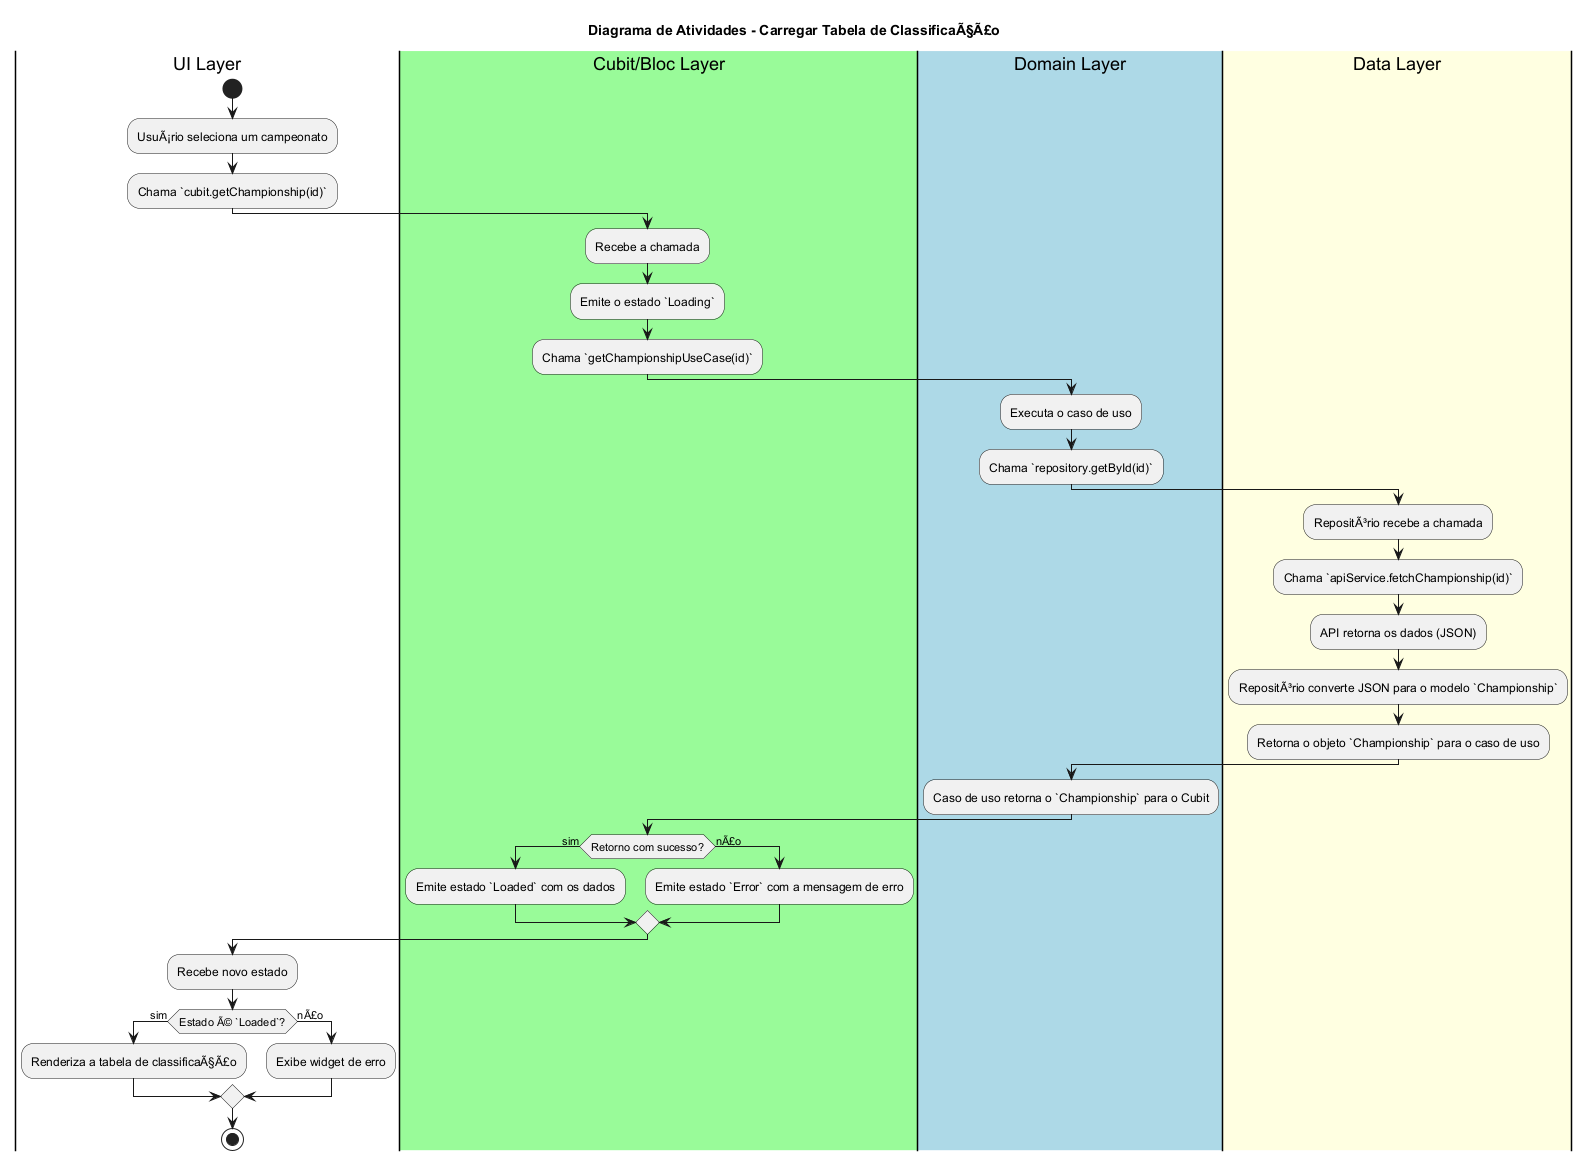 Diagrama de Atividades - Carregar Tabela de ClassificaÃ§Ã£o
UI Layer
Cubit/Bloc Layer
Domain Layer
Data Layer
UsuÃ¡rio seleciona um campeonato
Chama `cubit.getChampionship(id)`
Recebe a chamada
Emite o estado `Loading`
Chama `getChampionshipUseCase(id)`
Executa o caso de uso
Chama `repository.getById(id)`
RepositÃ³rio recebe a chamada
Chama `apiService.fetchChampionship(id)`
API retorna os dados (JSON)
RepositÃ³rio converte JSON para o modelo `Championship`
Retorna o objeto `Championship` para o caso de uso
Caso de uso retorna o `Championship` para o Cubit
sim
Retorno com sucesso?
nÃ£o
Emite estado `Loaded` com os dados
Emite estado `Error` com a mensagem de erro
Recebe novo estado
sim
Estado Ã© `Loaded`?
nÃ£o
Renderiza a tabela de classificaÃ§Ã£o
Exibe widget de erro